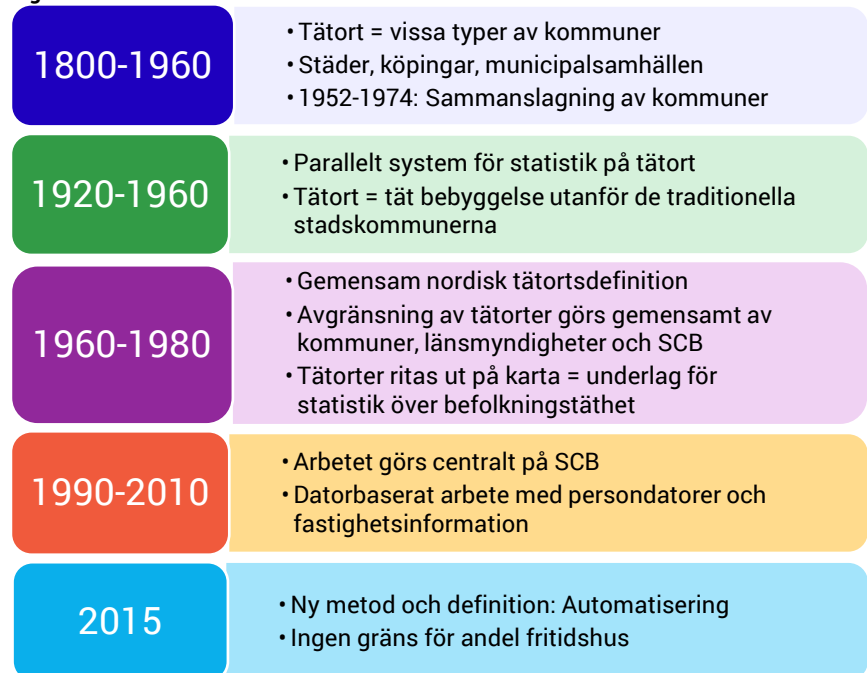 1800-1960
• Tätort = vissa typer av kommuner
• Städer, köpingar, municipalsamhällen
• 1952-1974: Sammanslagning av kommuner
1920-1960
• Parallelt system för statistik på tätort
• Tätort = tät bebyggelse utanför de traditionella
stadskommunerna
1960-1980
• Gemensam nordisk tätortsdefinition
• Avgränsning av tätorter görs gemensamt av
kommuner, länsmyndigheter och SCB
• Tätorter ritas ut på karta = underlag för
statistik över befolkningstäthet
1990-2010
• Arbetet görs centralt på SCB
• Datorbaserat arbete med persondatorer och
fastighetsinformation
2015
• Ny metod och definition: Automatisering
• Ingen gräns för andel fritidshus